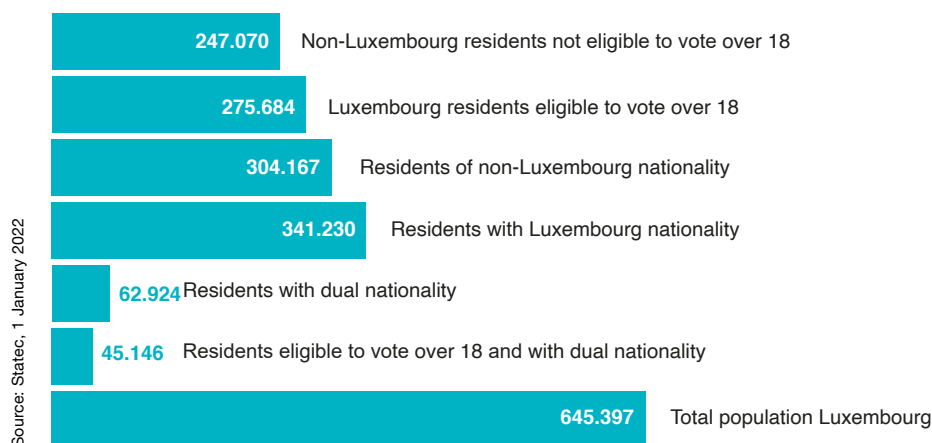 247.070 Non-Luxembourg residents not eligible to vote over 18
275.684 Luxembourg residents eligible to vote over 18
304.167 Residents of non-Luxembourg nationality
341.230 Residents with Luxembourg nationality
62.924 Residents with dual nationality
45.146 Residents eligible to vote over 18 and with dual nationality
645.397 Total population Luxembourg
Source: Statec, 1 January 2022